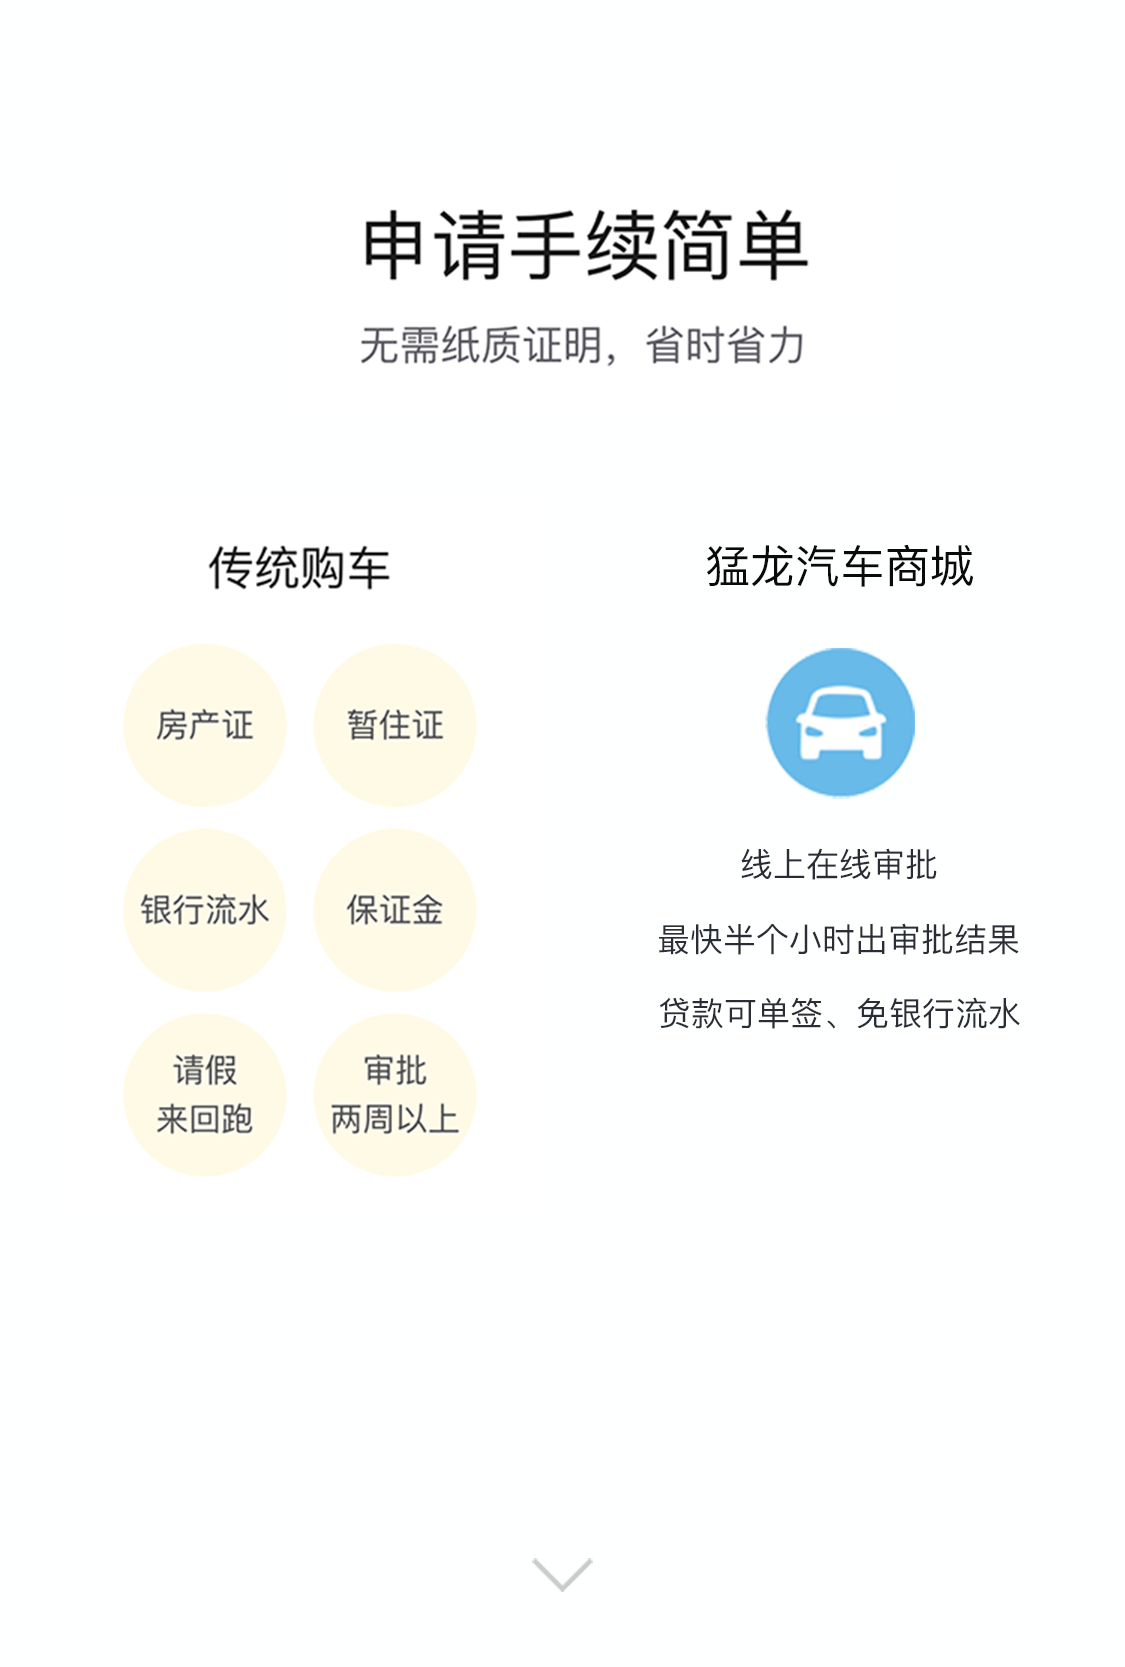 申请手续简单
无需纸质证明，省时省力
传统购车
房产证
暂住证
银行流水
保证金
请假
来回跑
审批
两周以上
猛龙汽车商城
线上在线审批
最快半个小时出审批结果
贷款可单签、免银行流水